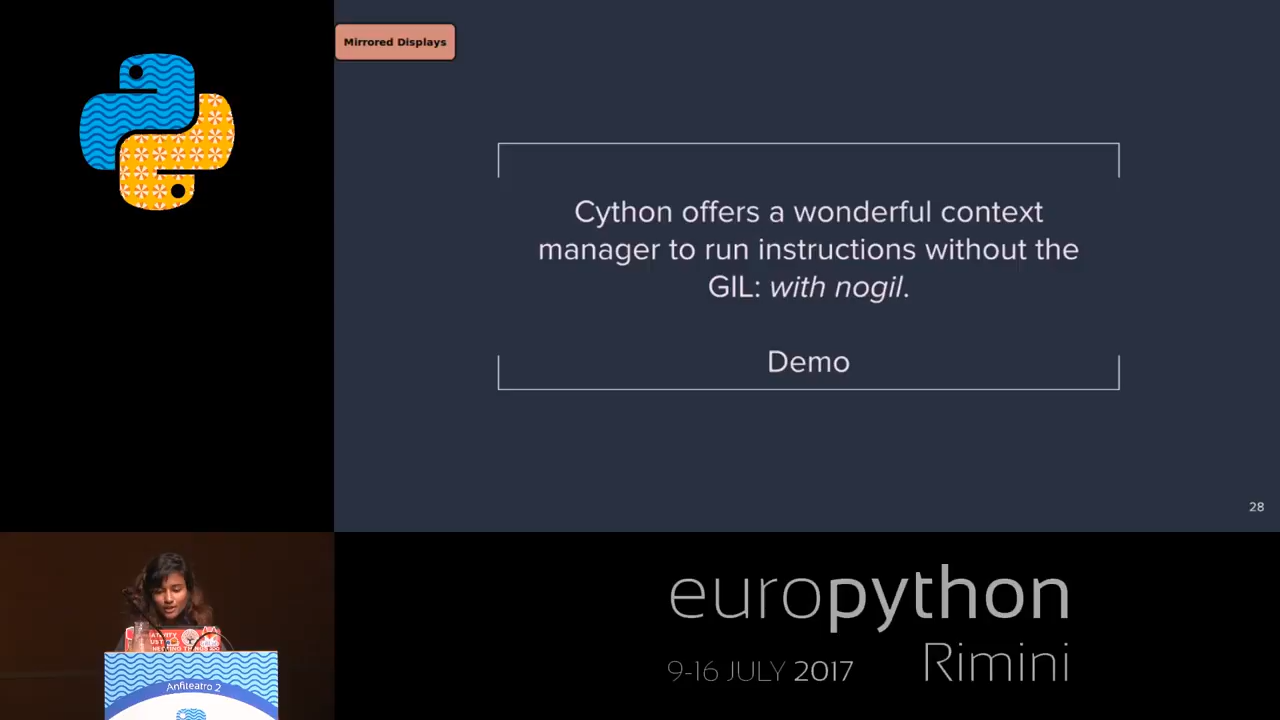 Mirrored Displays
Cython offers a wonderful context
manager to run instructions without the
GIL: with nogil.
Demo
28
Anfiteatro 2
europython
Rimini
9-16 JULY 2017